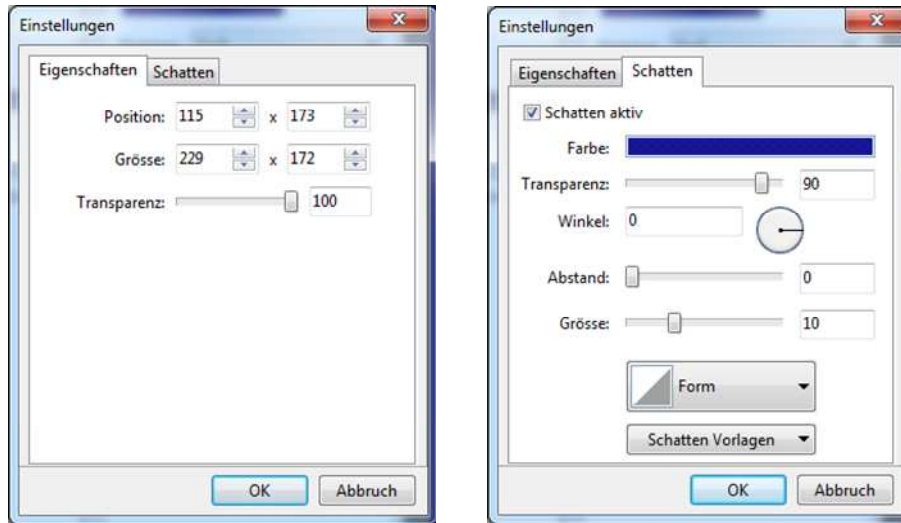 Einstellungen
Eigenschaften Schatten
Position: 115 x 173
Grösse: 229 x 172
Transparenz: 100
OK Abbruch
Einstellungen
Eigenschaften Schatten
Schatten aktiv
Farbe:
Transparenz: 90
Winkel: 0
Abstand: 0
Grösse: 10
Form
Schatten Vorlagen
OK Abbruch